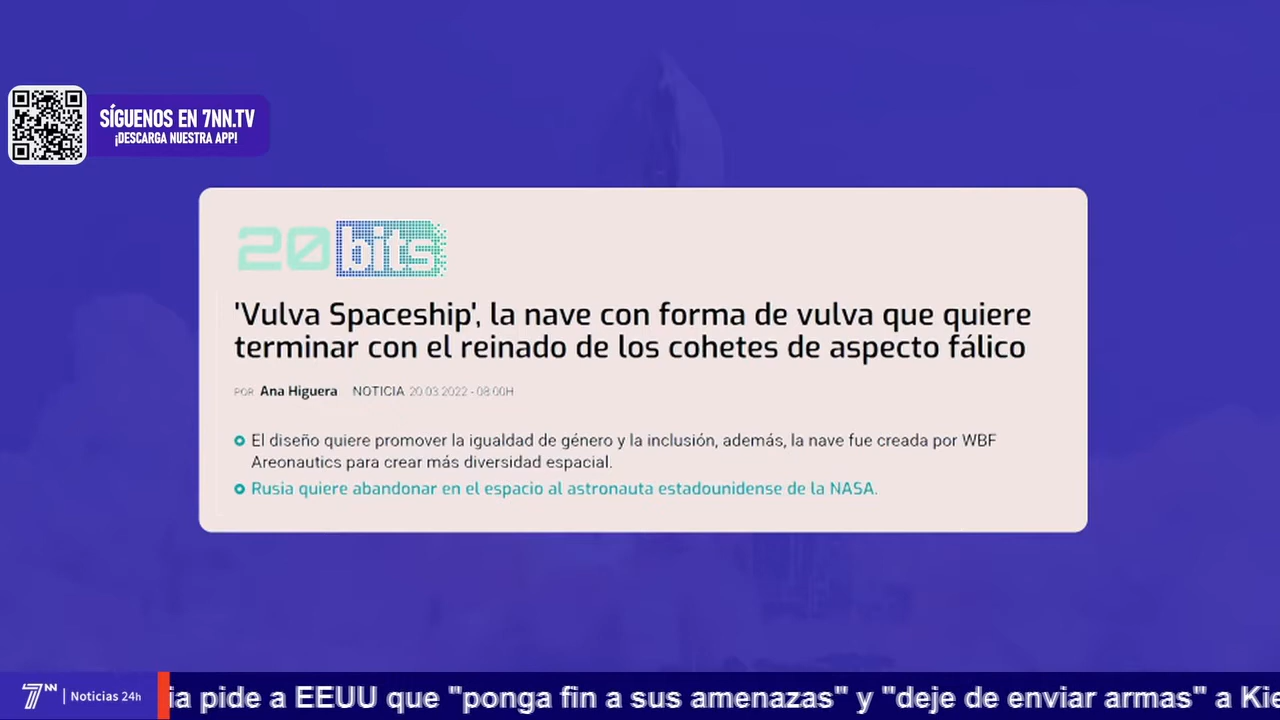 SÍGUENOS EN 7NN.TV
¡DESCARGA NUESTRA APP!
20bits
'Vulva Spaceship', la nave con forma de vulva que quiere
terminar con el reinado de los cohetes de aspecto fálico
POR Ana Higuera NOTICIA 20.03.2022 - 08:00H
El diseño quiere promover la igualdad de género y la inclusión, además, la nave fue creada por WBF
Areonautics para crear más diversidad espacial.
Rusia quiere abandonar en el espacio al astronauta estadounidense de la NASA.
7NN | Noticias 24h
ia pide a EEUU que "ponga fin a sus amenazas" y "deje de enviar armas" a Kie